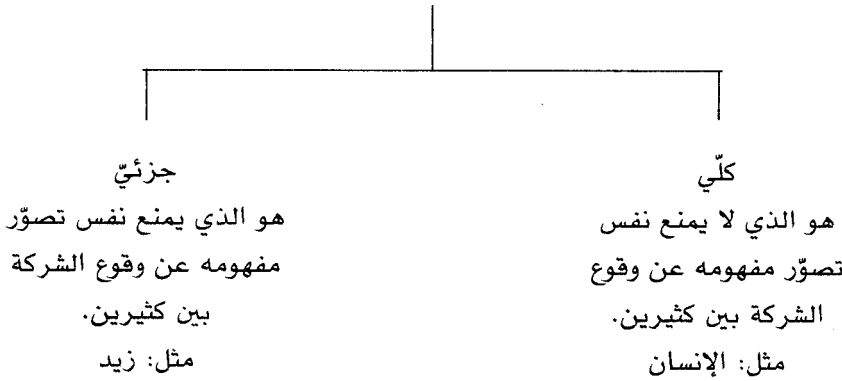 كلّي
هو الذي لا يمنع نفس
تصوّر مفهومه عن وقوع
الشركة بين كثيرين.
مثل: الإنسان
جزئيّ
هو الذي يمنع نفس تصوّر
مفهومه عن وقوع الشركة
بين كثيرين.
مثل: زيد